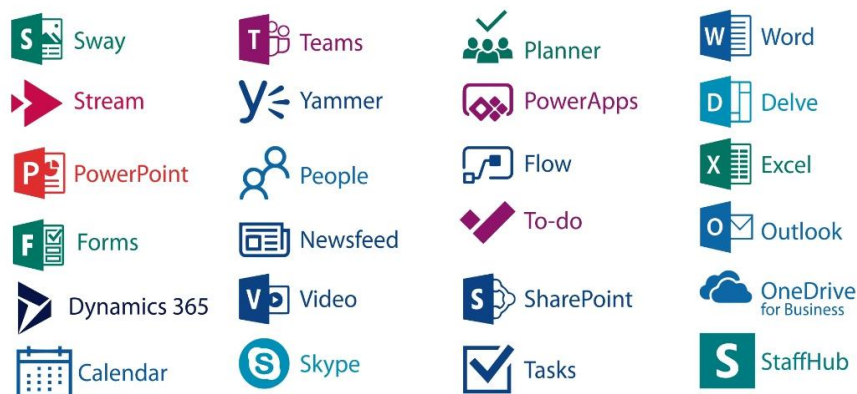 S Sway
T Teams
Planner
W Word
Stream
Yammer
PowerApps
D Delve
P PowerPoint
People
Flow
X Excel
F Forms
Newsfeed
To-do
O Outlook
Dynamics 365
V Video
S SharePoint
OneDrive
for Business
Calendar
S Skype
Tasks
S StaffHub